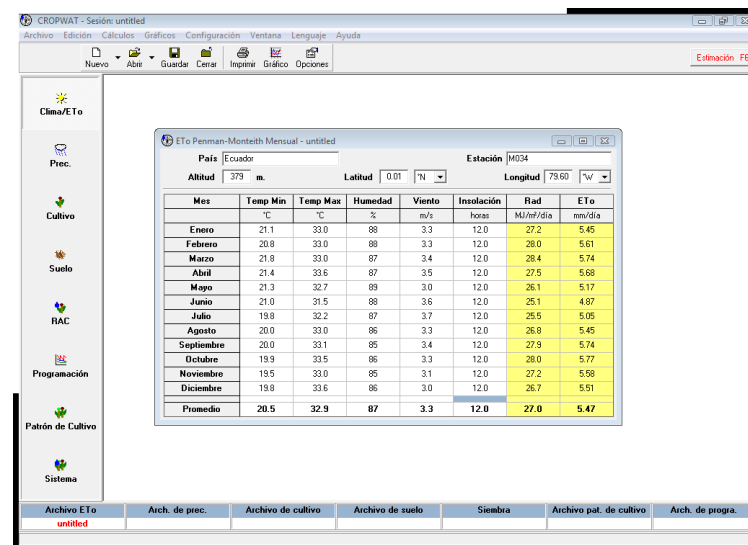 CROPWAT - Sesión: untitled
Archivo Edición Cálculos Gráficos Configuración Ventana Lenguaje Ayuda
Nuevo Abrir Guardar Cerrar Imprimir Gráfico Opciones
Clima/ETo
Prec.
Cultivo
Suelo
RAC
Programación
Patrón de Cultivo
Sistema
ETo Penman-Monteith Mensual - untitled
País Ecuador Estación M034
Altitud 379 m. Latitud 0.01 °N Longitud 79.60 °W
Mes Temp Min Temp Max Humedad Viento Insolación Rad ETo
°C °C % m/s horas MJ/m²/día mm/día
Enero 21.1 33.0 88 3.3 12.0 27.2 5.45
Febrero 20.8 33.0 88 3.3 12.0 28.0 5.61
Marzo 21.8 33.0 87 3.4 12.0 28.4 5.74
Abril 21.4 33.6 87 3.5 12.0 27.5 5.68
Mayo 21.3 32.7 89 3.0 12.0 26.1 5.17
Junio 21.0 31.5 88 3.6 12.0 25.1 4.87
Julio 19.8 32.2 87 3.7 12.0 25.5 5.05
Agosto 20.0 33.0 86 3.3 12.0 26.8 5.45
Septiembre 20.0 33.1 85 3.4 12.0 27.9 5.74
Octubre 19.9 33.5 86 3.3 12.0 28.0 5.77
Noviembre 19.5 33.0 85 3.1 12.0 27.2 5.58
Diciembre 19.8 33.6 86 3.0 12.0 26.7 5.51
Promedio 20.5 32.9 87 3.3 12.0 27.0 5.47
Archivo ETo Arch. de prec. Archivo de cultivo Archivo de suelo Siembra Archivo pat. de cultivo Arch. de progra.
untitled